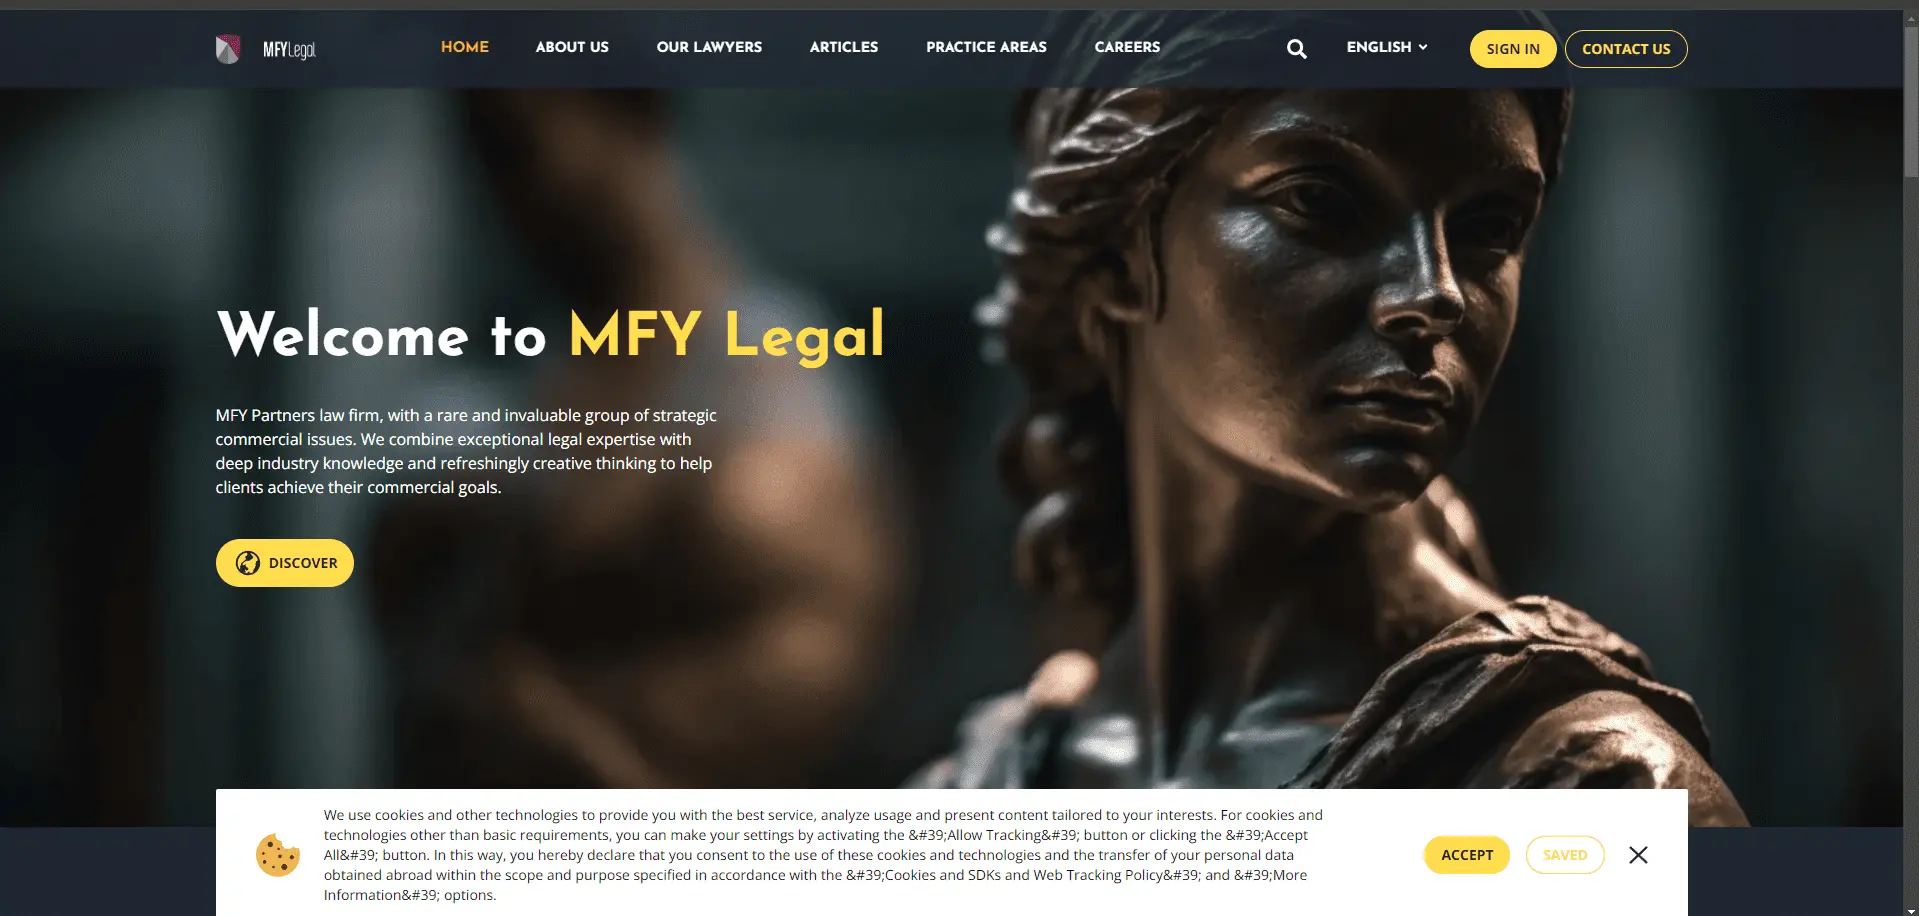 MFYLegal
HOME ABOUT US OUR LAWYERS ARTICLES PRACTICE AREAS CAREERS ENGLISH SIGN IN CONTACT US
Welcome to MFY Legal
MFY Partners law firm, with a rare and invaluable group of strategic
commercial issues. We combine exceptional legal expertise with
deep industry knowledge and refreshingly creative thinking to help
clients achieve their commercial goals.
DISCOVER
We use cookies and other technologies to provide you with the best service, analyze usage and present content tailored to your interests. For cookies and
technologies other than basic requirements, you can make your settings by activating the &#39;Allow Tracking&#39; button or clicking the &#39;Accept
All&#39; button. In this way, you hereby declare that you consent to the use of these cookies and technologies and the transfer of your personal data
obtained abroad within the scope and purpose specified in accordance with the &#39;Cookies and SDKs and Web Tracking Policy&#39; and &#39;More
Information&#39; options.
ACCEPT SAVED